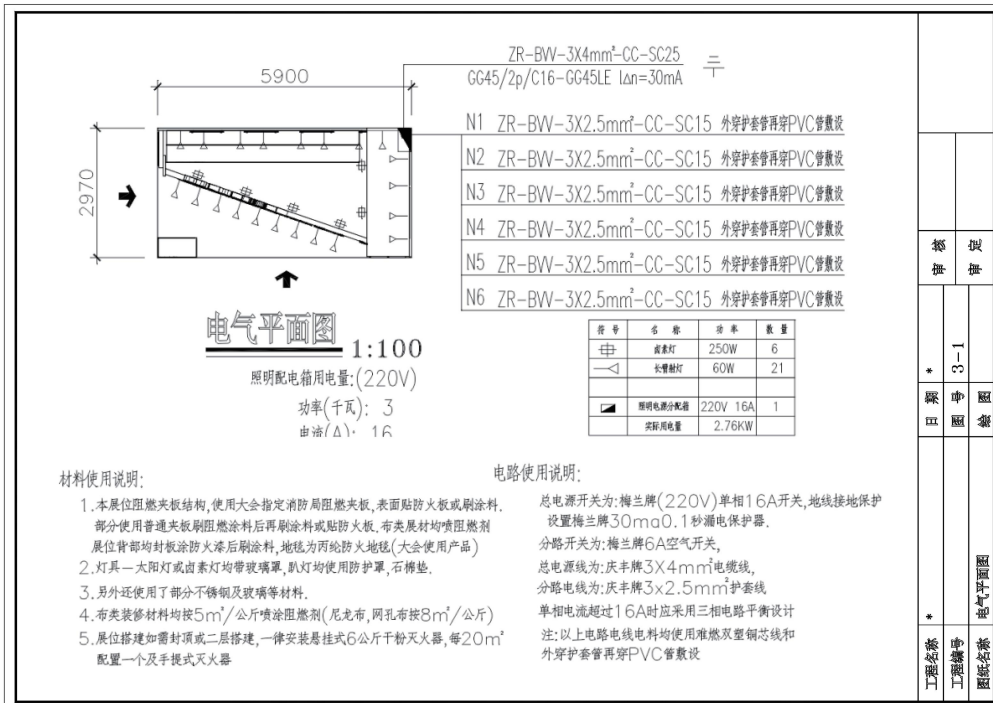 ZR-BVV-3X4mm²-CC-SC25
GG45/2p/C16-GG45LE I△n=30mA
5900
2970
N1 ZR-BVV-3X2.5mm²-CC-SC15 外穿护套管再穿PVC管敷设
N2 ZR-BVV-3X2.5mm²-CC-SC15 外穿护套管再穿PVC管敷设
N3 ZR-BVV-3X2.5mm²-CC-SC15 外穿护套管再穿PVC管敷设
N4 ZR-BVV-3X2.5mm²-CC-SC15 外穿护套管再穿PVC管敷设
N5 ZR-BVV-3X2.5mm²-CC-SC15 外穿护套管再穿PVC管敷设
N6 ZR-BVV-3X2.5mm²-CC-SC15 外穿护套管再穿PVC管敷设
电气平面图 1:100
照明配电箱用电量:(220V)
功率(千瓦): 3
电流(A): 16
符 号 名 称 功 率 数 量
卤素灯 250W 6
长臂射灯 60W 21
照明电源分配箱 220V 16A 1
实际用电量 2.76KW
材料使用说明:
1.本展位阻燃夹板结构,使用大会指定消防局阻燃夹板,表面贴防火板或刷涂料.
部分使用普通夹板刷阻燃涂料后再刷涂料或贴防火板.布类展材均喷阻燃剂
展位背部均封板涂防火漆后刷涂料,地毯为丙纶防火地毯(大会使用产品)
2.灯具—太阳灯或卤素灯均带玻璃罩,趴灯均使用防护罩,石棉垫.
3.另外还使用了部分不锈钢及玻璃等材料.
4.布类装修材料均按5m²/公斤喷涂阻燃剂(尼龙布,网孔布按8m²/公斤)
5.展位搭建如需封顶或二层搭建,一律安装悬挂式6公斤干粉灭火器,每20m²
配置一个及手提式灭火器
电路使用说明:
总电源开关为:梅兰牌(220V)单相16A开关,地线接地保护
设置梅兰牌30ma0.1秒漏电保护器.
分路开关为:梅兰牌6A空气开关,
总电源线为:庆丰牌3X4mm²电缆线,
分路电线为:庆丰牌3x2.5mm²护套线
单相电流超过16A时应采用三相电路平衡设计
注:以上电路电线电料均使用难燃双塑铜芯线和
外穿护套管再穿PVC管敷设
审 核
审 定
日 期 *
图 号 3-1
绘 图
工程名称 *
工程编号
图纸名称 电气平面图